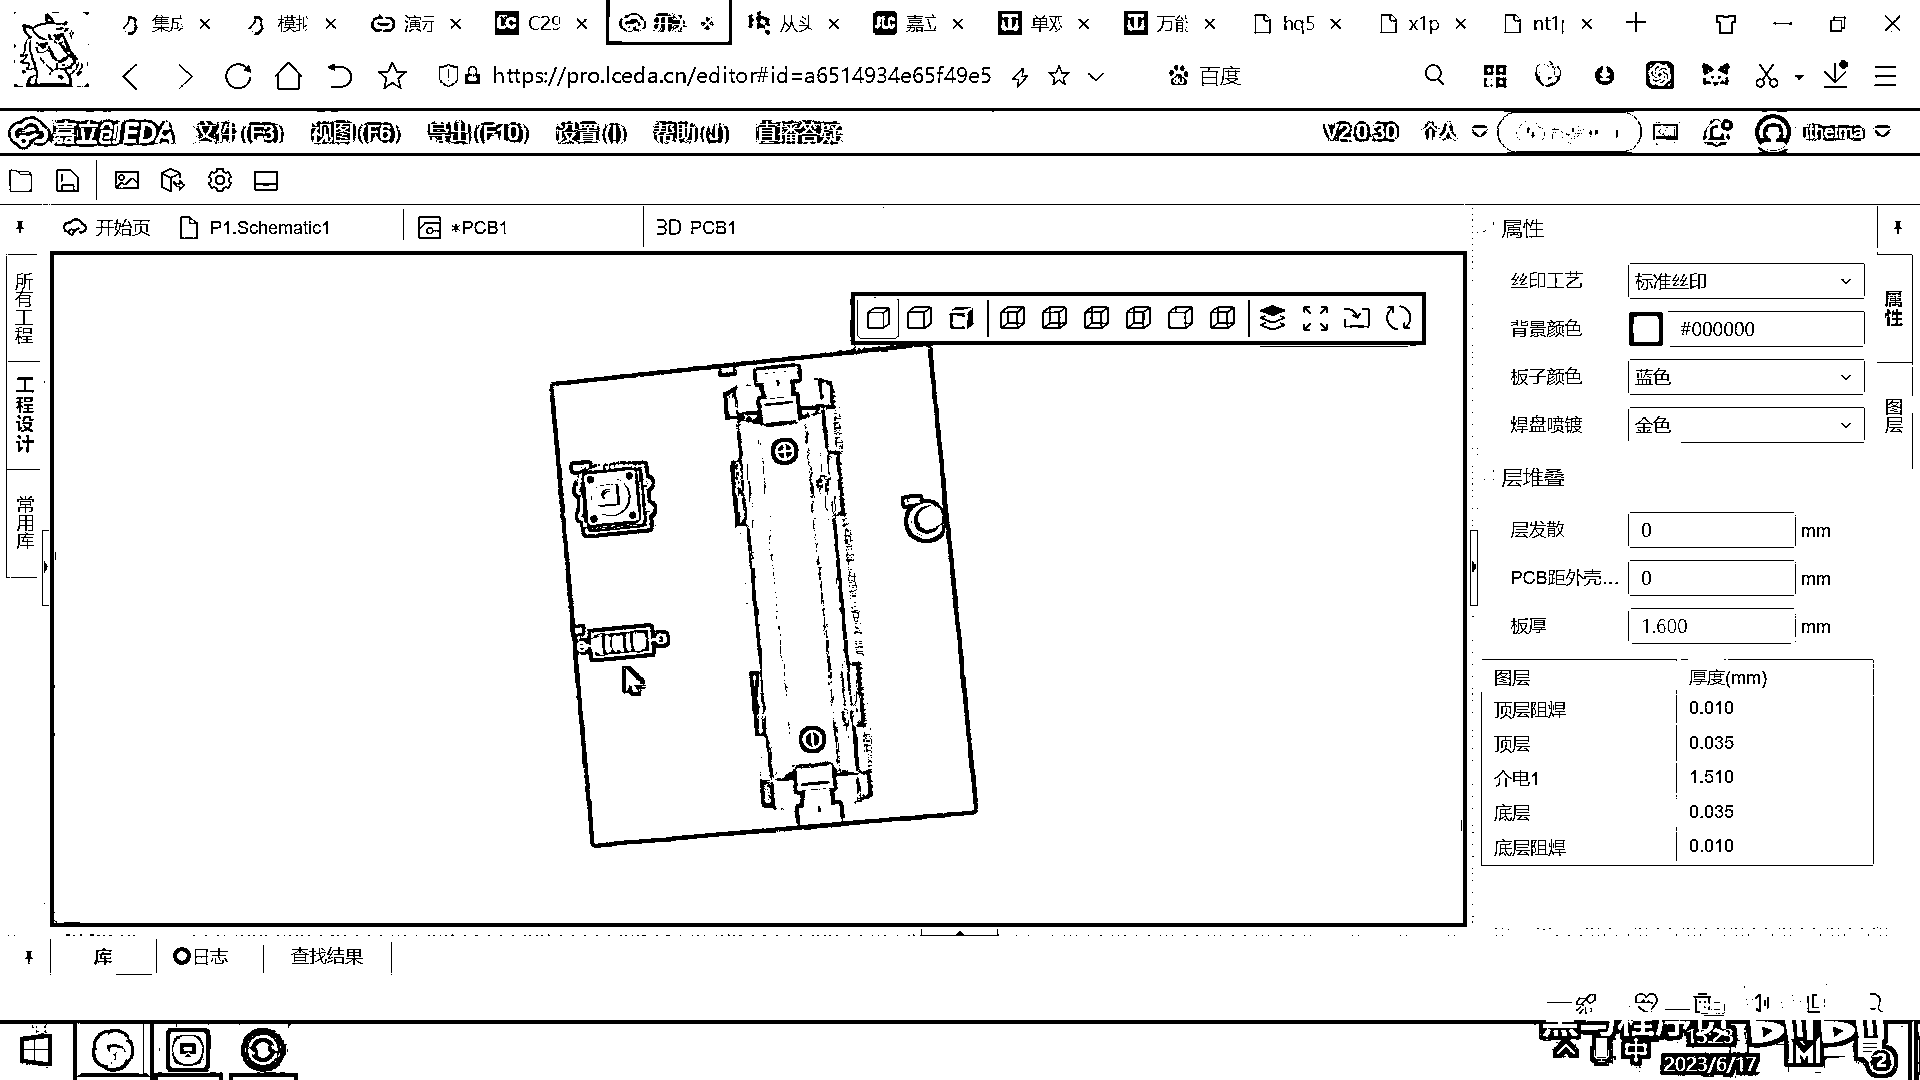 集成
模拟
演示
C29
从头
嘉立
单双
万能
hq5
x1p
nt1
https://pro.lceda.cn/editor#id=a6514934e65f49e5
百度
嘉立创EDA
文件(F3)
视图(F6)
导出(F10)
设置(I)
帮助(J)
直播答疑
V2.0.30
个人
itheima
开始页
P1.Schematic1
*PCB1
3D PCB1
所有工程
工程设计
常用库
属性
丝印工艺
标准丝印
背景颜色
#000000
板子颜色
蓝色
焊盘喷镀
金色
层堆叠
层发散
0
mm
PCB距外壳...
0
mm
板厚
1.600
mm
图层
厚度(mm)
顶层阻焊
0.010
顶层
0.035
介电1
1.510
底层
0.035
底层阻焊
0.010
属性
图层
库
日志
查找结果
中
15:23
2023/6/17
2